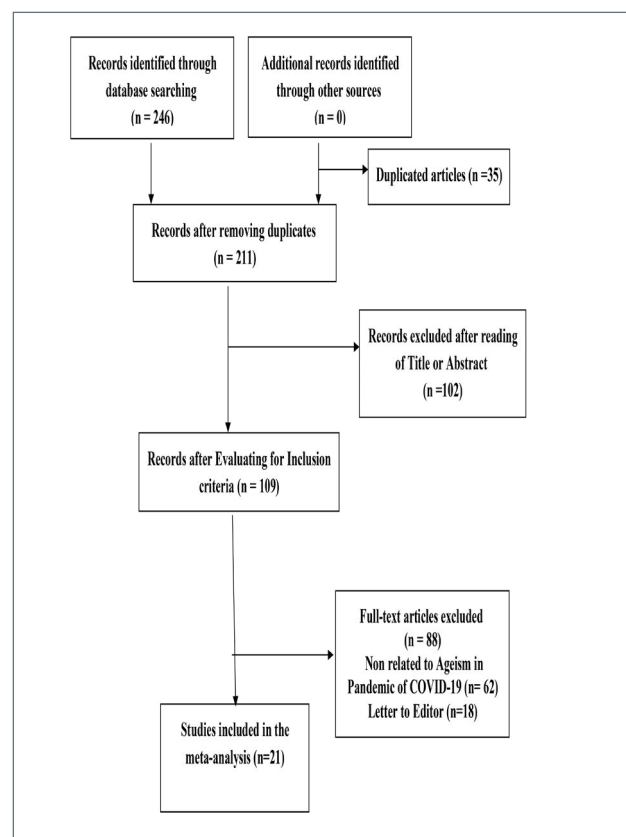 Records identified through
database searching
(n = 246)
Additional records identified
through other sources
(n = 0)
Duplicated articles (n =35)
Records after removing duplicates
(n = 211)
Records excluded after reading
of Title or Abstract
(n =102)
Records after Evaluating for Inclusion
criteria (n = 109)
Full-text articles excluded
(n = 88)
Non related to Ageism in
Pandemic of COVID-19 (n= 62)
Letter to Editor (n=18)
Studies included in the
meta-analysis (n=21)